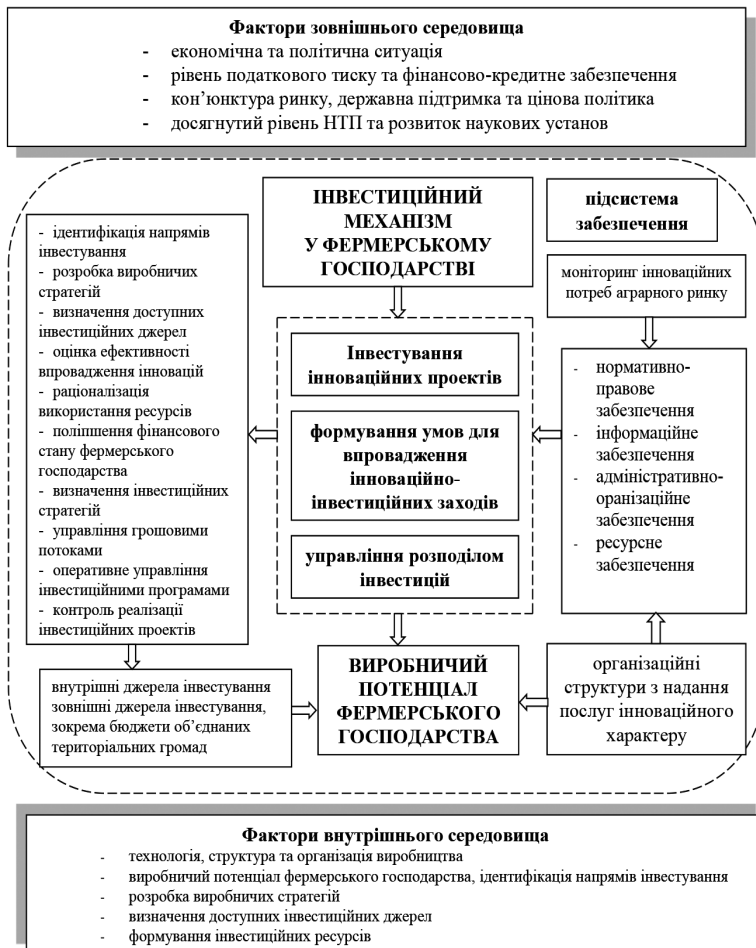 Фактори зовнішнього середовища
- економічна та політична ситуація
- рівень податкового тиску та фінансово-кредитне забезпечення
- кон’юнктура ринку, державна підтримка та цінова політика
- досягнутий рівень НТП та розвиток наукових установ
- ідентифікація напрямів
інвестування
- розробка виробничих
стратегій
- визначення доступних
інвестиційних джерел
- оцінка ефективності
впровадження інновацій
- раціоналізація
використання ресурсів
- поліпшення фінансового
стану фермерського
господарства
- визначення інвестиційних
стратегій
- управління грошовими
потоками
- оперативне управління
інвестиційними програмами
- контроль реалізації
інвестиційних проектів
внутрішні джерела інвестування
зовнішні джерела інвестування,
зокрема бюджети об’єднаних
територіальних громад
ІНВЕСТИЦІЙНИЙ
МЕХАНІЗМ
У ФЕРМЕРСЬКОМУ
ГОСПОДАРСТВІ
Інвестування
інноваційних проектів
формування умов для
впровадження
інноваційно-
інвестиційних заходів
управління розподілом
інвестицій
ВИРОБНИЧИЙ
ПОТЕНЦІАЛ
ФЕРМЕРСЬКОГО
ГОСПОДАРСТВА
підсистема
забезпечення
моніторинг інноваційних
потреб аграрного ринку
- нормативно-
правове
забезпечення
- інформаційне
забезпечення
- адміністративно-
оранізаційне
забезпечення
- ресурсне
забезпечення
організаційні
структури з надання
послуг інноваційного
характеру
Фактори внутрішнього середовища
- технологія, структура та організація виробництва
- виробничий потенціал фермерського господарства, ідентифікація напрямів інвестування
- розробка виробничих стратегій
- визначення доступних інвестиційних джерел
- формування інвестиційних ресурсів